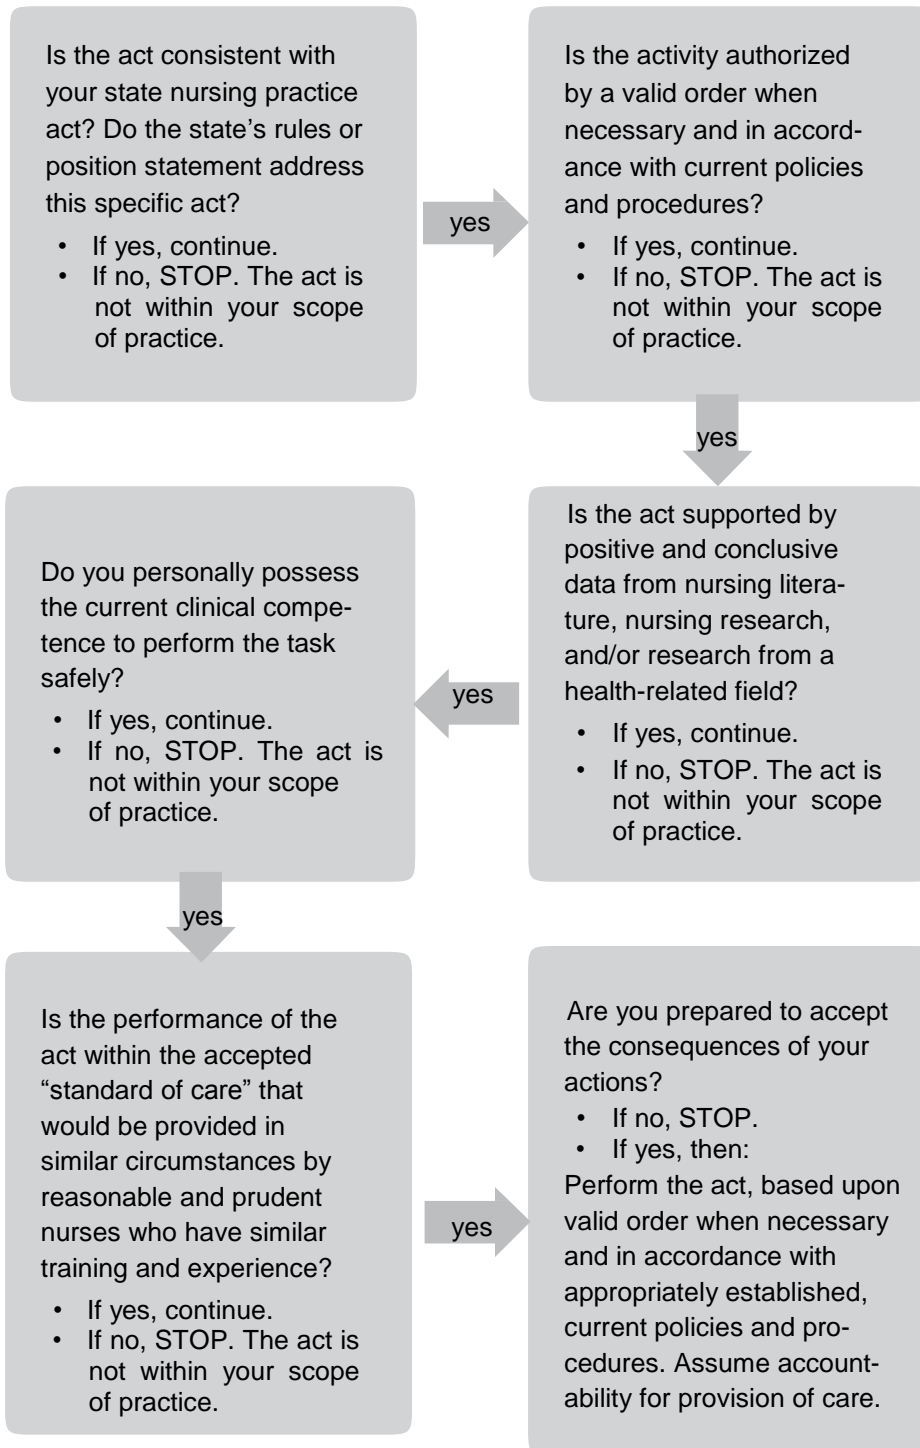 Is the act consistent with
your state nursing practice
act? Do the state’s rules or
position statement address
this specific act?
• If yes, continue.
• If no, STOP. The act is
not within your scope
of practice.
yes
Is the activity authorized
by a valid order when
necessary and in accord-
ance with current policies
and procedures?
• If yes, continue.
• If no, STOP. The act is
not within your scope
of practice.
yes
Is the act supported by
positive and conclusive
data from nursing litera-
ture, nursing research,
and/or research from a
health-related field?
• If yes, continue.
• If no, STOP. The act is
not within your scope
of practice.
yes
Do you personally possess
the current clinical compe-
tence to perform the task
safely?
• If yes, continue.
• If no, STOP. The act is
not within your scope
of practice.
yes
Is the performance of the
act within the accepted
“standard of care” that
would be provided in
similar circumstances by
reasonable and prudent
nurses who have similar
training and experience?
• If yes, continue.
• If no, STOP. The act is
not within your scope
of practice.
yes
Are you prepared to accept
the consequences of your
actions?
• If no, STOP.
• If yes, then:
Perform the act, based upon
valid order when necessary
and in accordance with
appropriately established,
current policies and pro-
cedures. Assume account-
ability for provision of care.